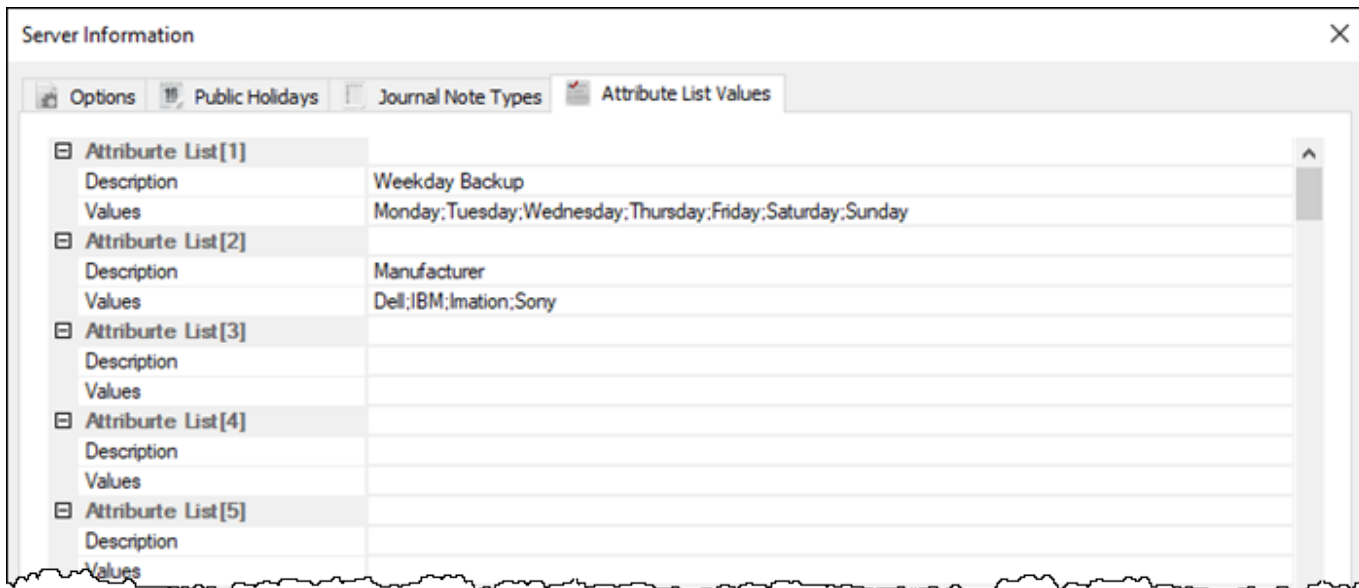 Server Information
Options Public Holidays Journal Note Types Attribute List Values
Attriburte List[1]
Description Weekday Backup
Values Monday;Tuesday;Wednesday;Thursday;Friday;Saturday;Sunday
Attriburte List[2]
Description Manufacturer
Values Dell;IBM;Imation;Sony
Attriburte List[3]
Description
Values
Attriburte List[4]
Description
Values
Attriburte List[5]
Description
Values